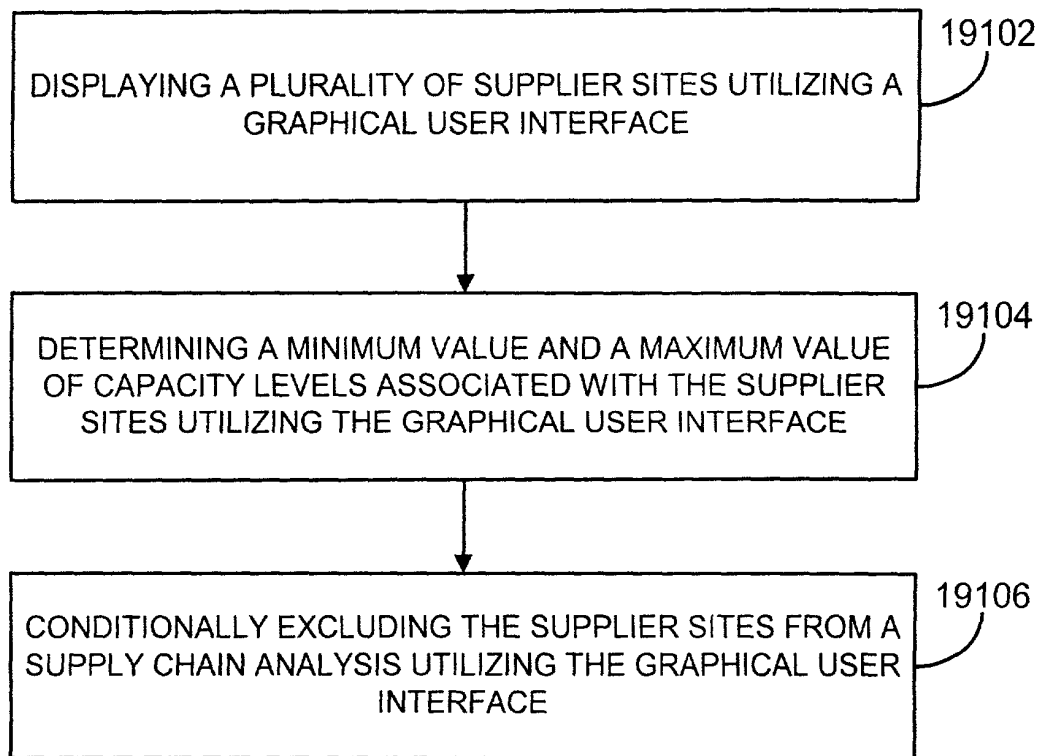 19102
DISPLAYING A PLURALITY OF SUPPLIER SITES UTILIZING A
GRAPHICAL USER INTERFACE
19104
DETERMINING A MINIMUM VALUE AND A MAXIMUM VALUE
OF CAPACITY LEVELS ASSOCIATED WITH THE SUPPLIER
SITES UTILIZING THE GRAPHICAL USER INTERFACE
19106
CONDITIONALLY EXCLUDING THE SUPPLIER SITES FROM A
SUPPLY CHAIN ANALYSIS UTILIZING THE GRAPHICAL USER
INTERFACE